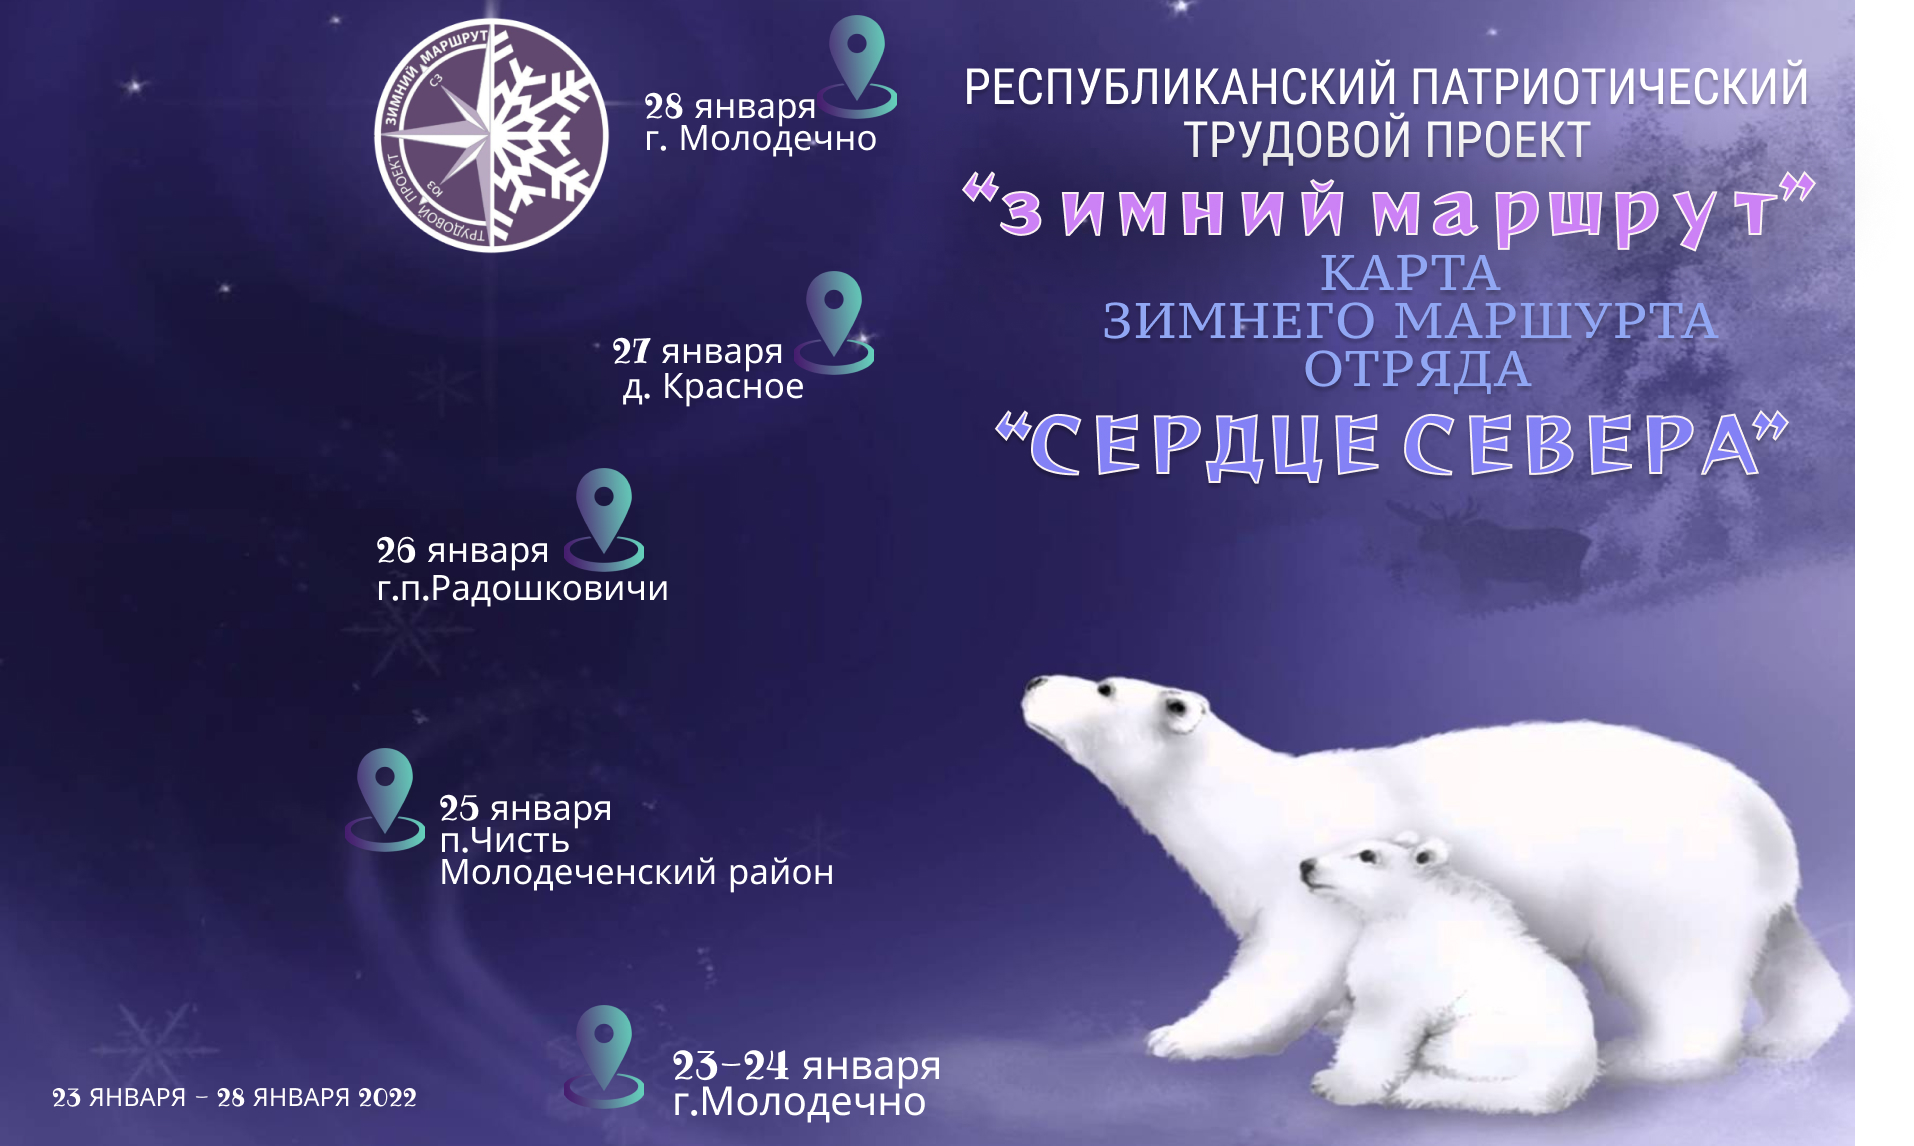 ЗИМНИЙ МАРШРУТ
СЗ
ЮЗ
ТРУДОВОЙ ПРОЕКТ
28 января
г. Молодечно
27 января
д. Красное
26 января
г.п.Радошковичи
25 января
п.Чисть
Молодеченский район
23-24 января
г.Молодечно
23 ЯНВАРЯ - 28 ЯНВАРЯ 2022
РЕСПУБЛИКАНСКИЙ ПАТРИОТИЧЕСКИЙ
ТРУДОВОЙ ПРОЕКТ
“зимний маршрут”
КАРТА
ЗИМНЕГО МАРШУРТА
ОТРЯДА
“СЕРДЦЕ СЕВЕРА”